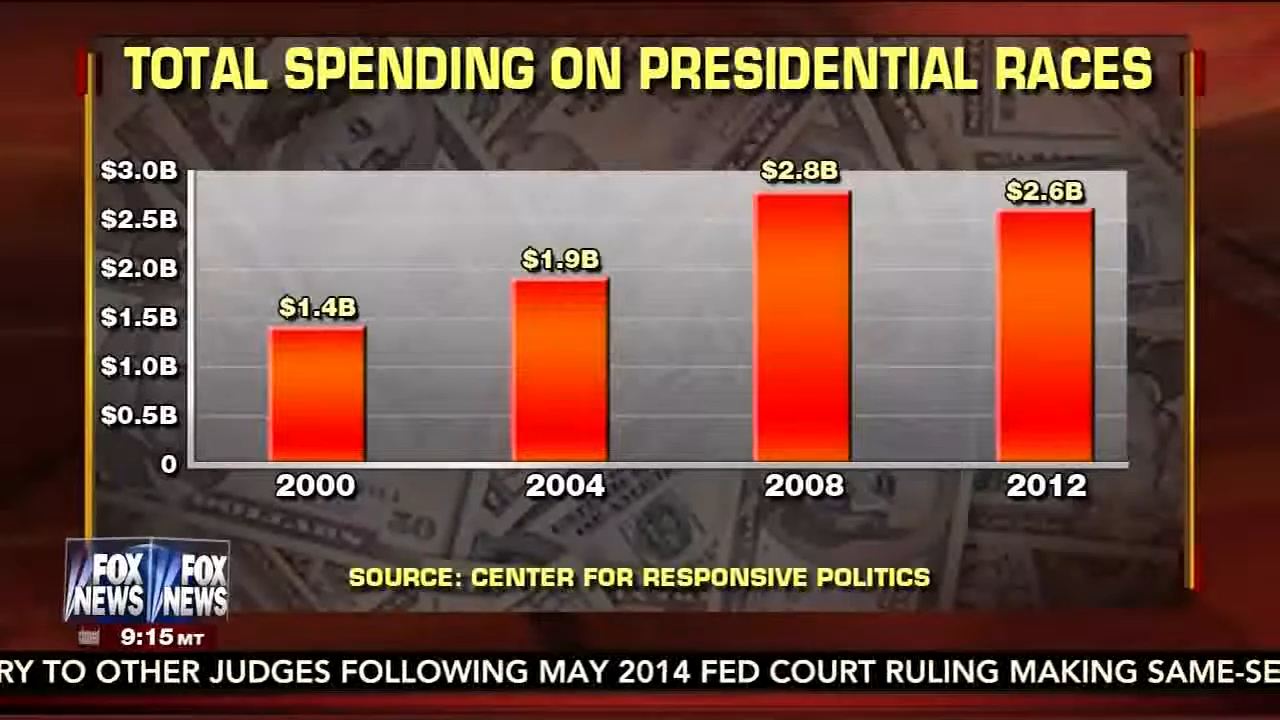 TOTAL SPENDING ON PRESIDENTIAL RACES
$3.0B
$2.5B
$2.0B
$1.5B
$1.0B
$0.5B
0
$1.4B
$1.9B
$2.8B
$2.6B
2000 2004 2008 2012
SOURCE: CENTER FOR RESPONSIVE POLITICS
FOX NEWS FOX NEWS
9:15 MT
RY TO OTHER JUDGES FOLLOWING MAY 2014 FED COURT RULING MAKING SAME-SE